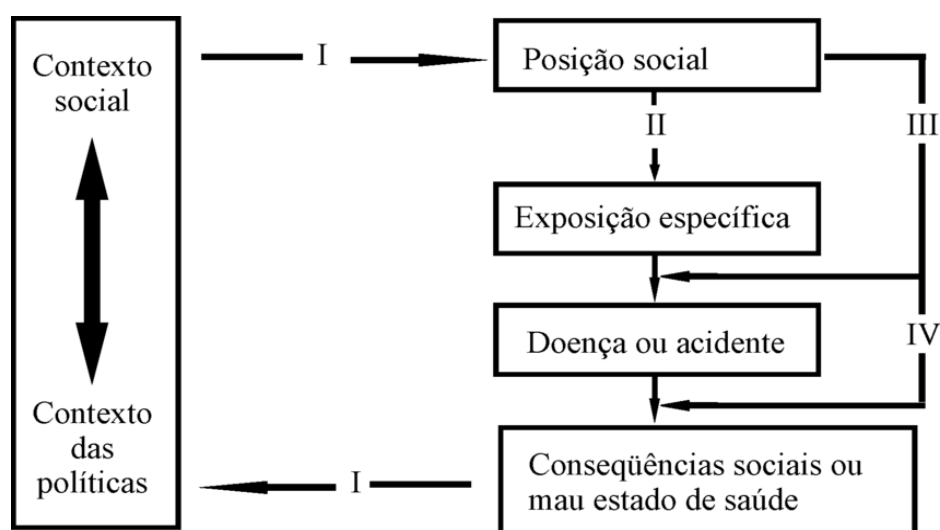 Contexto
social
I
Posição social
II
III
Exposição específica
Doença ou acidente
IV
Contexto
das
políticas
I
Conseqüências sociais ou
mau estado de saúde